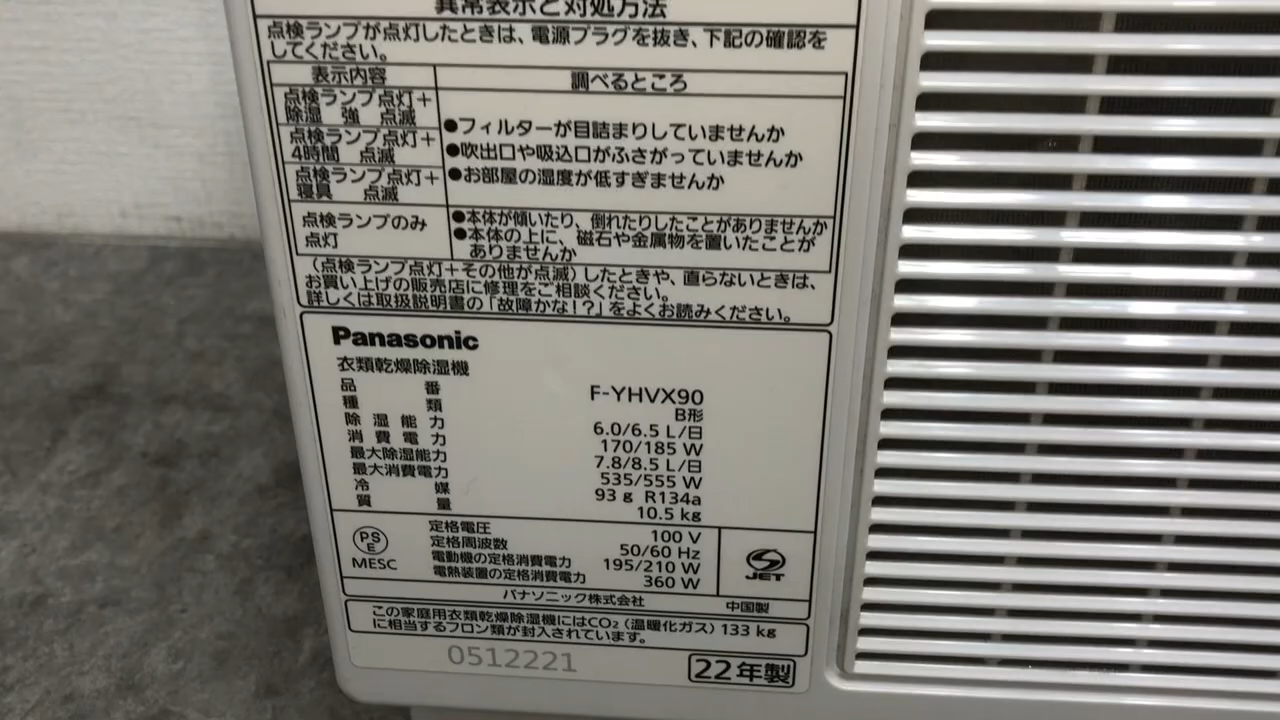 異常表示と対処方法
点検ランプが点灯したときは、電源プラグを抜き、下記の確認を
してください。
表示内容 調べるところ
点検ランプ点灯＋
除湿 強 点滅
点検ランプ点灯＋
4時間 点滅
点検ランプ点灯＋
寝具 点滅
●フィルターが目詰まりしていませんか
●吹出口や吸込口がふさがっていませんか
●お部屋の湿度が低すぎませんか
点検ランプのみ
点灯
●本体が傾いたり、倒れたりしたことがありませんか
●本体の上に、磁石や金属物を置いたことが
ありませんか
（点検ランプ点灯＋その他が点滅）したときや、直らないときは、
お買い上げの販売店に修理をご相談ください。
詳しくは取扱説明書の「故障かな！？」をよくお読みください。
Panasonic
衣類乾燥除湿機
品番 F-YHVX90
種類 B形
除湿能力 6.0/6.5 L/日
消費電力 170/185 W
最大除湿能力 7.8/8.5 L/日
最大消費電力 535/555 W
冷媒 93 g R134a
質量 10.5 kg
PS
E
MESC
定格電圧 100 V
定格周波数 50/60 Hz
電動機の定格消費電力 195/210 W
電熱装置の定格消費電力 360 W
JET
パナソニック株式会社 中国製
この家庭用衣類乾燥除湿機にはCO₂（温暖化ガス）133 kg
に相当するフロン類が封入されています。
0512221
22年製